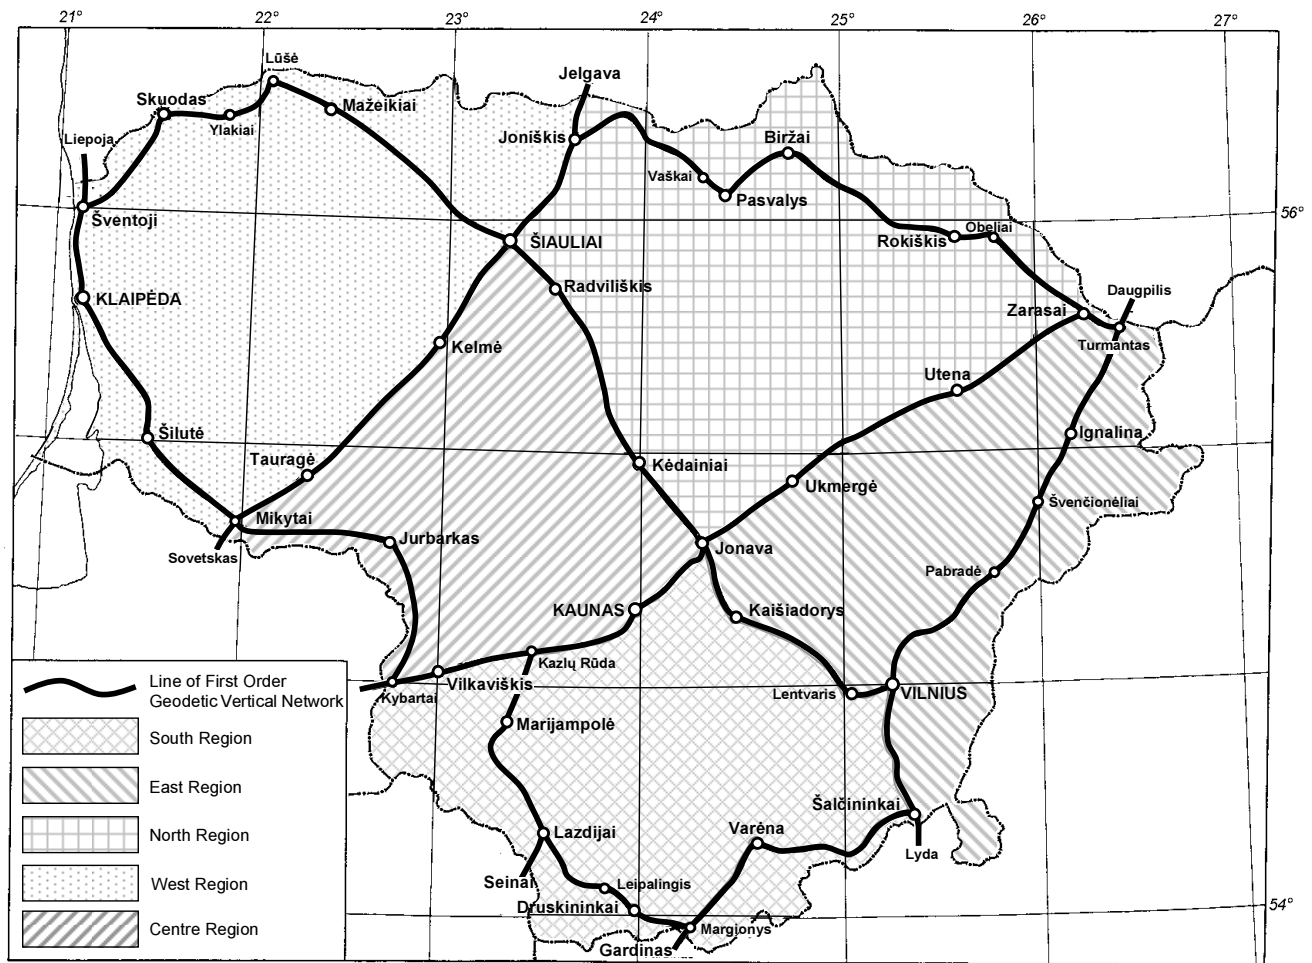 21° 22° 23° 24° 25° 26° 27°
Lūšė
Jelgava
Skuodas
Mažeikiai
Ylakiai
Liepoja
Joniškis
Biržai
Vaškai
Pasvalys
Šventoji
56°
ŠIAULIAI
Rokiškis
Obeliai
Radviliškis
KLAIPĖDA
Daugpilis
Zarasai
Turmantas
Kelmė
Utena
Šilutė
Ignalina
Tauragė
Kėdainiai
Ukmergė
Švenčionėliai
Mikytai
Jurbarkas
Jonava
Sovetskas
Pabradė
KAUNAS
Kaišiadorys
Kazlų Rūda
Vilkaviškis
Kybartai
Lentvaris
VILNIUS
Marijampolė
Šalčininkai
Varėna
Lazdijai
Lyda
Seinai
Leipalingis
Druskininkai
54°
Margionys
Gardinas
Line of First Order
Geodetic Vertical Network
South Region
East Region
North Region
West Region
Centre Region